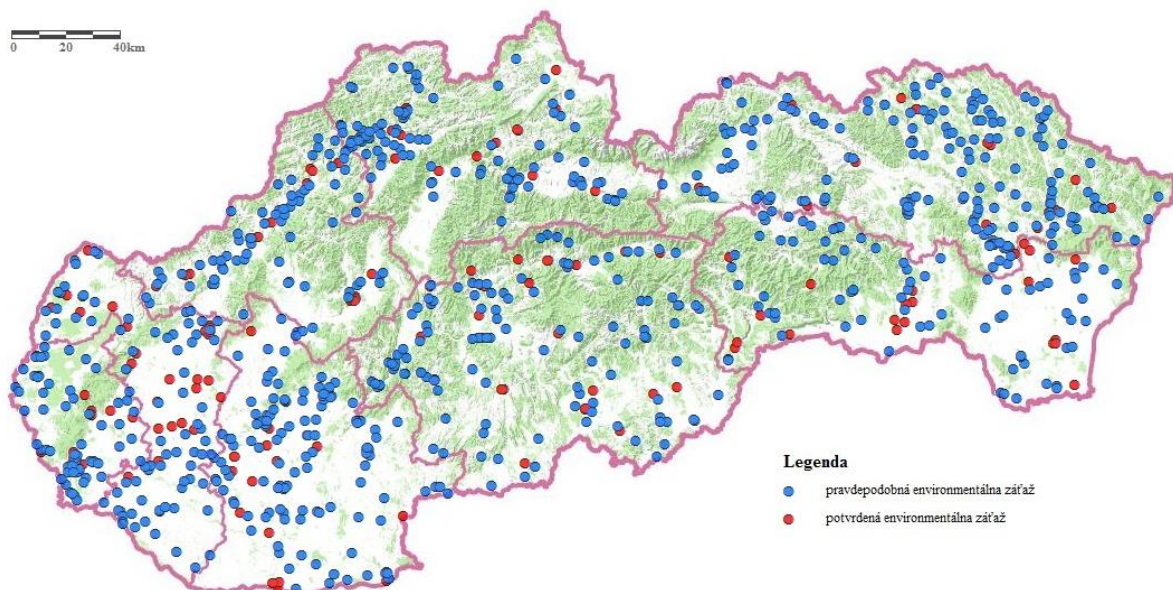 0 20 40km
Legenda
pravdepodobná environmentálna záťaž
potvrdená environmentálna záťaž